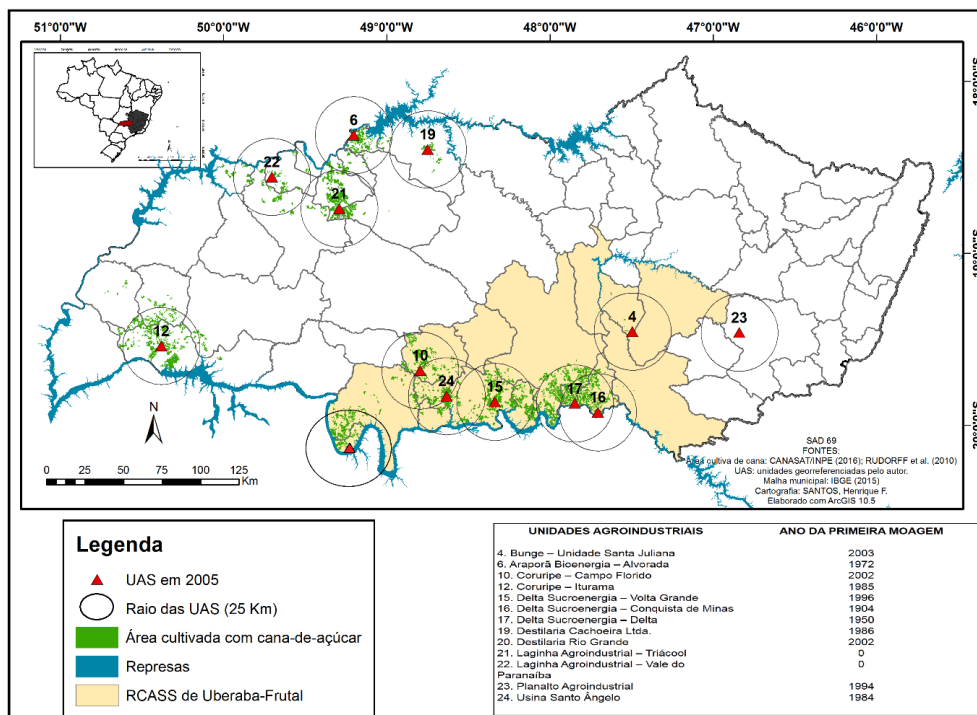 51°0'0"W 50°0'0"W 49°0'0"W 48°0'0"W 47°0'0"W 46°0'0"W
6
19
22
21
12
4
23
10
24
15
17
16
N
0 12,5 25 50 75 100 125
Km
SAD 69
FONTES:
Área cultiva de cana: CANASAT/INPE (2016); RUDORFF et al. (2010)
UAS: unidades georreferenciadas pelo autor.
Malha municipal: IBGE (2015)
Cartografia: SANTOS, Henrique F.
Elaborado com ArcGIS 10.5
Legenda
UAS em 2005
Raio das UAS (25 Km)
Área cultivada com cana-de-açúcar
Represas
RCASS de Uberaba-Frutal
UNIDADES AGROINDUSTRIAIS ANO DA PRIMEIRA MOAGEM
4. Bunge – Unidade Santa Juliana 2003
6. Araporã Bioenergia – Alvorada 1972
10. Coruripe – Campo Florido 2002
12. Coruripe – Iturama 1985
15. Delta Sucroenergia – Volta Grande 1996
16. Delta Sucroenergia – Conquista de Minas 1904
17. Delta Sucroenergia – Delta 1950
19. Destilaria Cachoeira Ltda. 1986
20. Destilaria Rio Grande 2002
21. Laginha Agroindustrial – Triácool 0
22. Laginha Agroindustrial – Vale do 0
Paranaíba
23. Planalto Agroindustrial 1994
24. Usina Santo Ângelo 1984